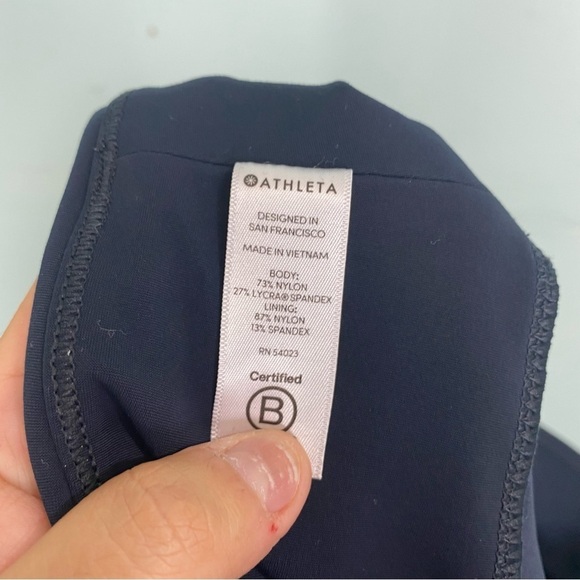 ATHLETA
DESIGNED IN
SAN FRANCISCO
MADE IN VIETNAM
BODY:
73% NYLON
27% LYCRA® SPANDEX
LINING:
87% NYLON
13% SPANDEX
RN 54023
Certified
B